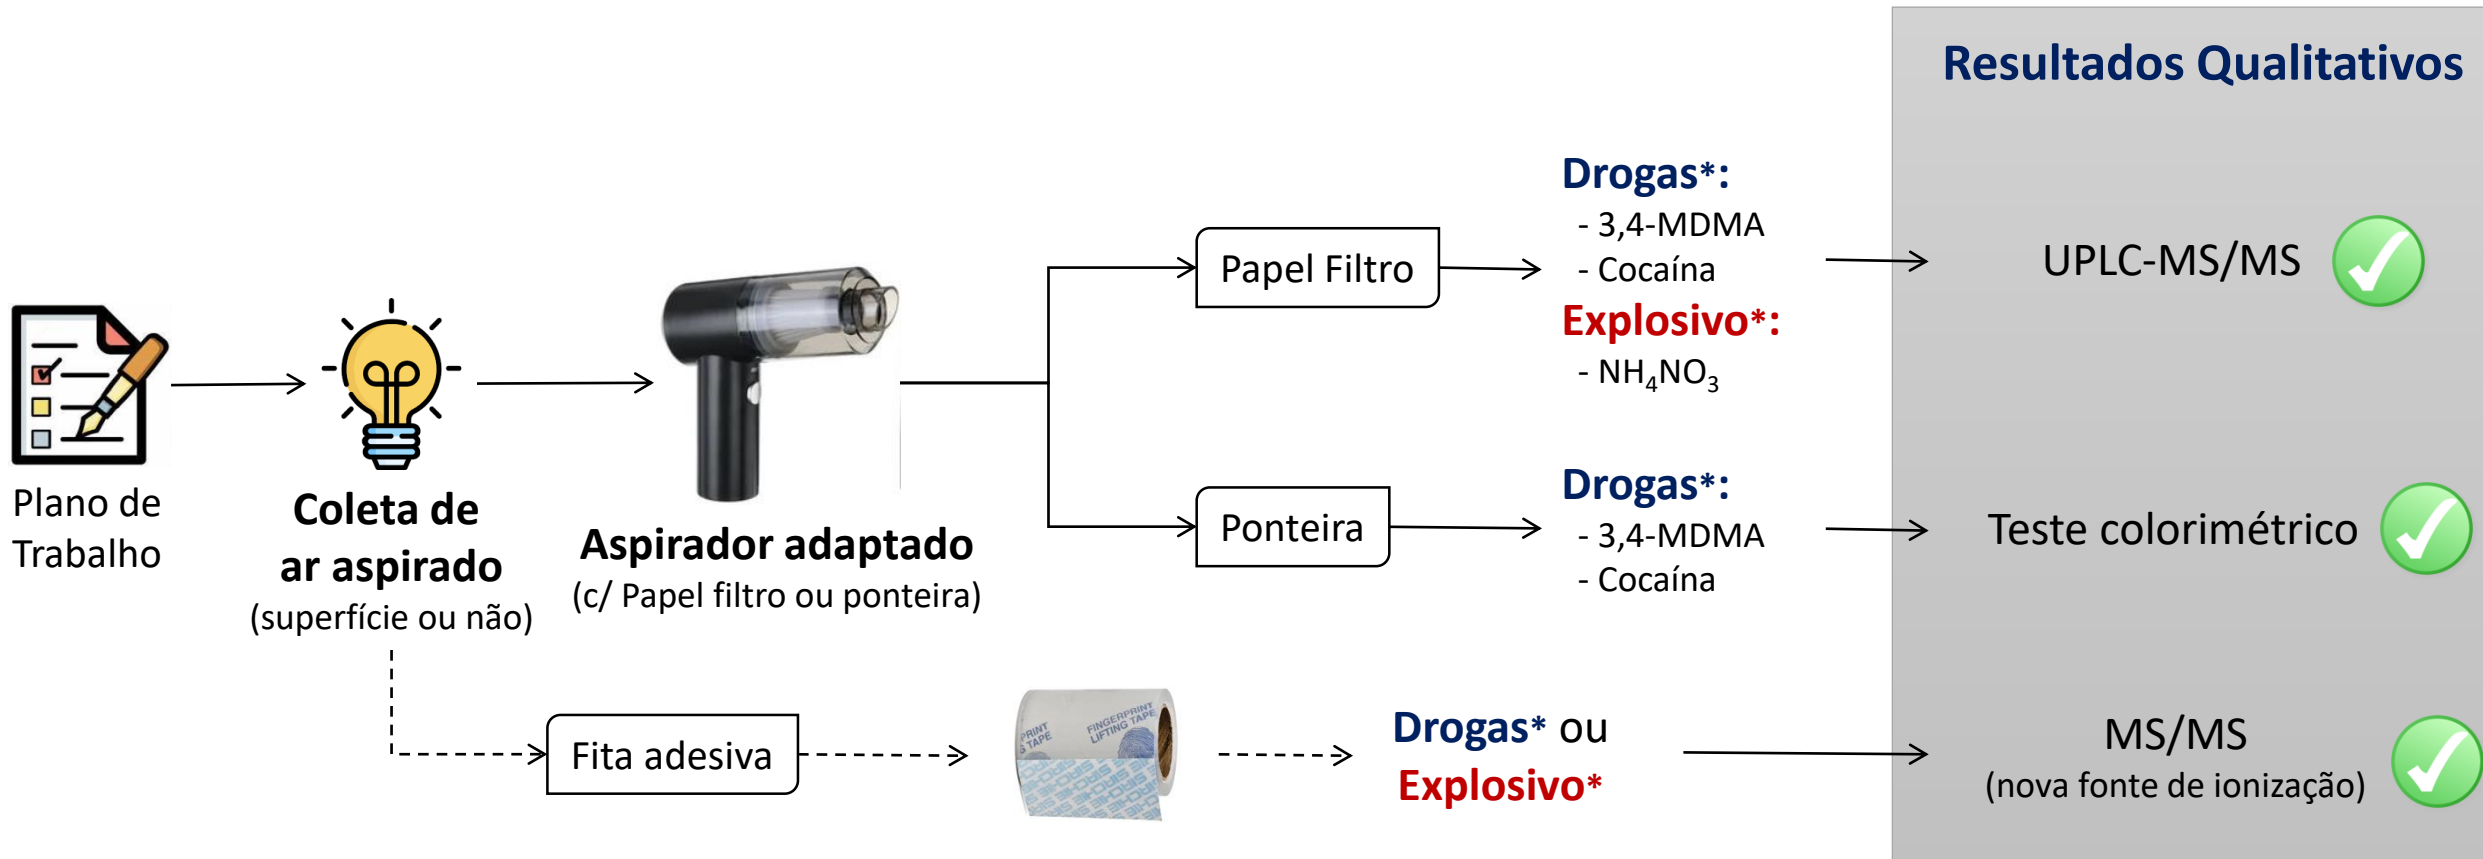 Resultados Qualitativos
Drogas*:
- 3,4-MDMA
- Cocaína
Explosivo*:
- NH₄NO₃
Papel Filtro
UPLC-MS/MS
Plano de
Trabalho
Coleta de
ar aspirado
(superfície ou não)
Aspirador adaptado
(c/ Papel filtro ou ponteira)
Ponteira
Drogas*:
- 3,4-MDMA
- Cocaína
Teste colorimétrico
Fita adesiva
FINGERPRINT
LIFTING TAPE
SIRCHIE
Drogas* ou
Explosivo*
MS/MS
(nova fonte de ionização)